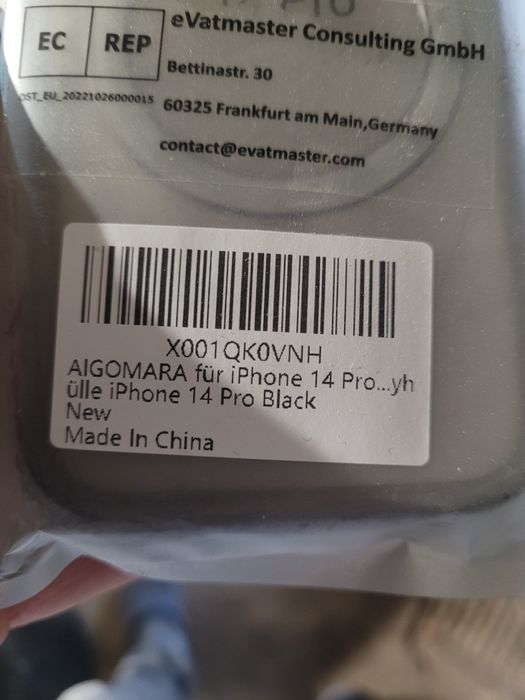 Pro
EC REP
eVatmaster Consulting GmbH
Bettinastr. 30
OST_EU_20221026000015
60325 Frankfurt am Main,Germany
contact@evatmaster.com
X001QK0VNH
AIGOMARA für iPhone 14 Pro...yh
ülle iPhone 14 Pro Black
New
Made In China